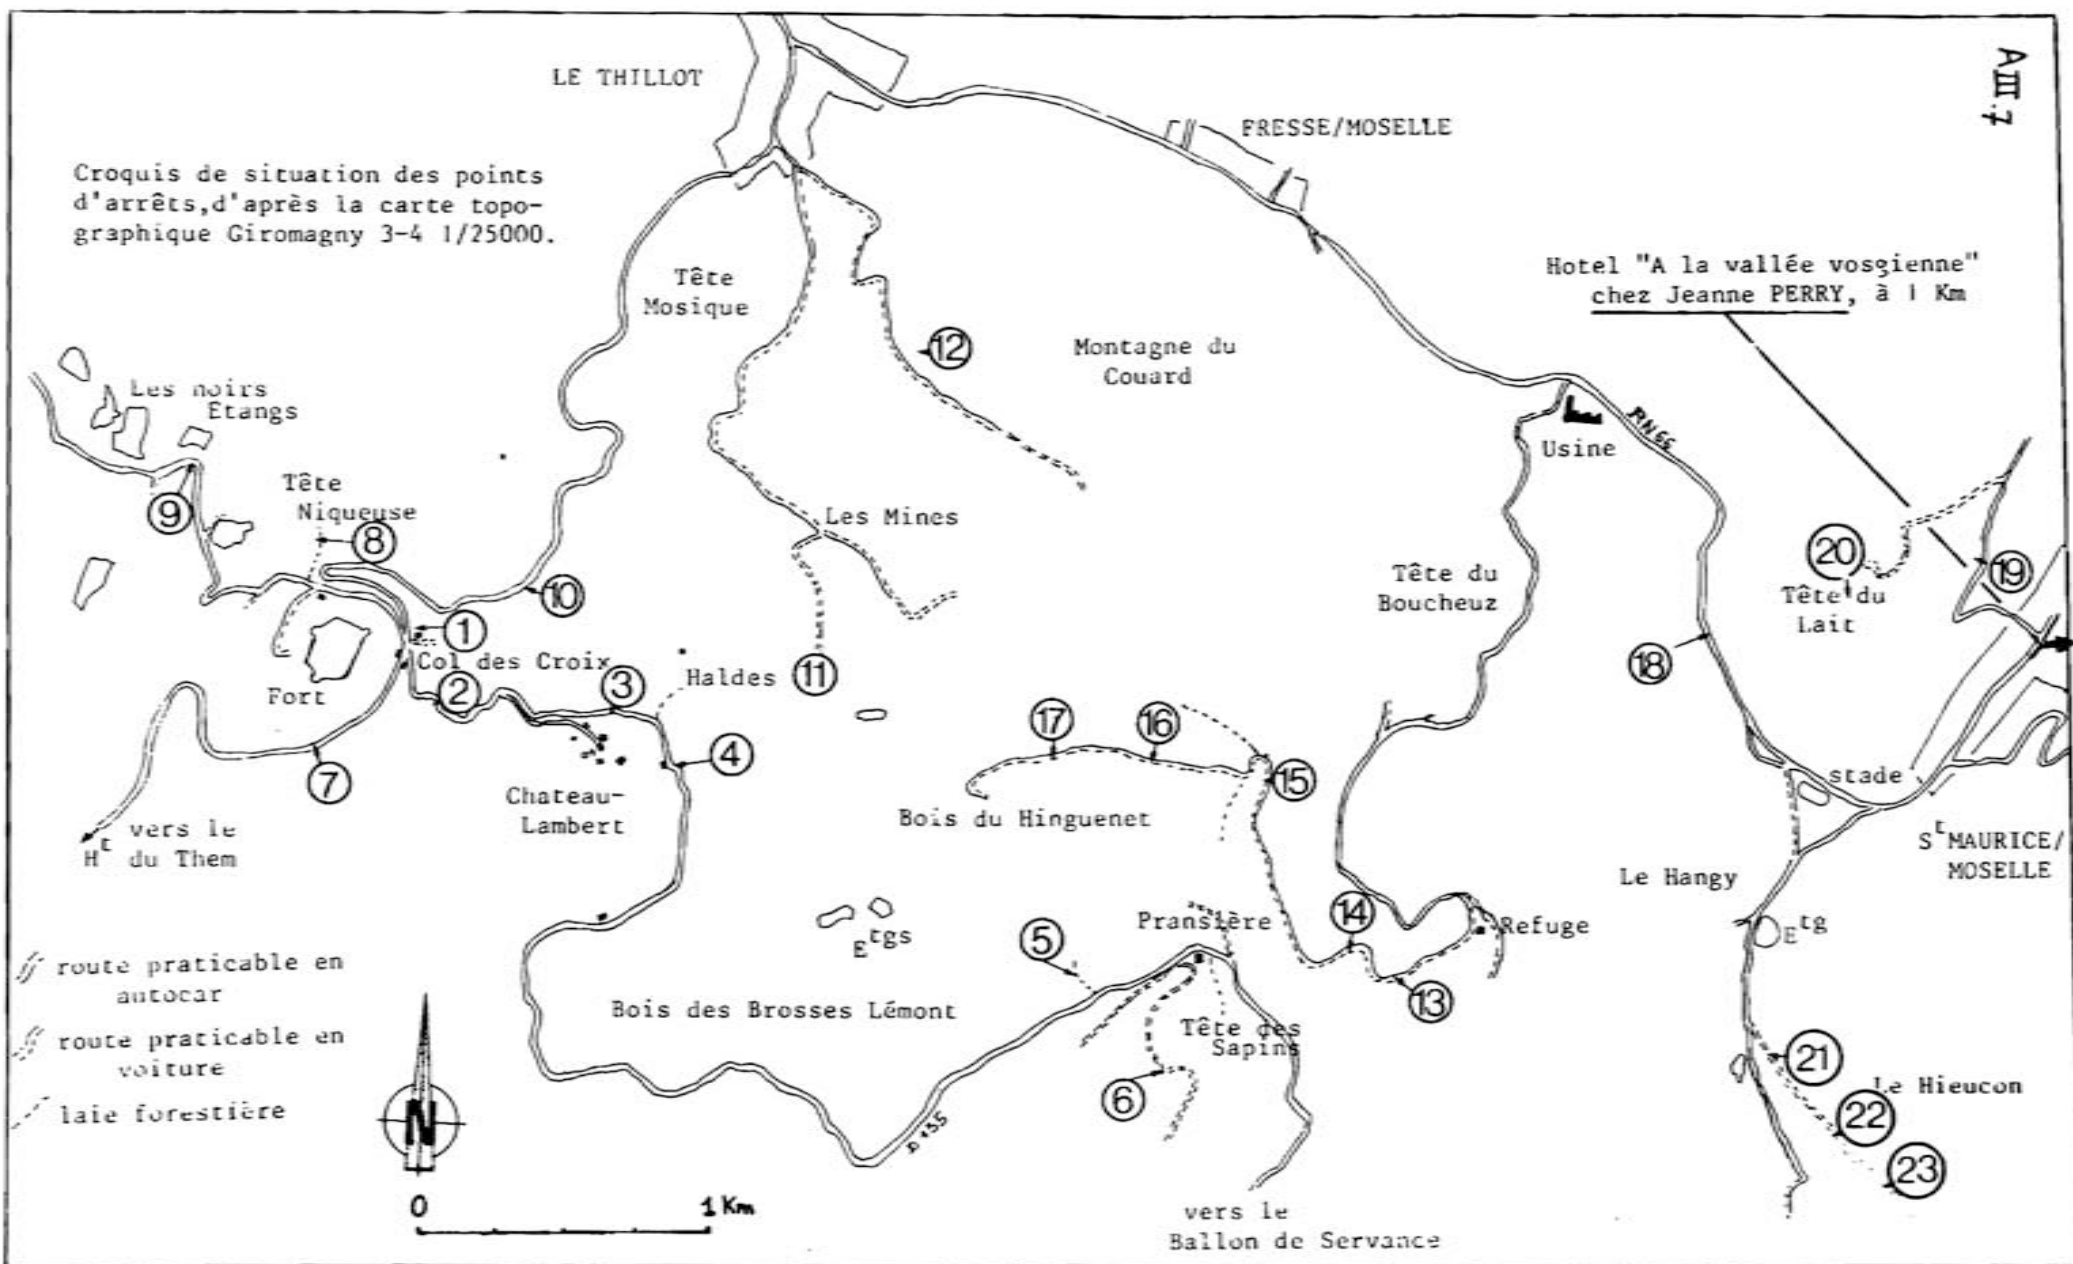 AIII.7
LE THILLOT
FRESSE/MOSELLE
Croquis de situation des points
d'arrêts,d'après la carte topo-
graphique Giromagny 3-4 1/25000.
Hotel "A la vallée vosgienne"
chez Jeanne PERRY, à 1 Km
Tête
Mosique
12
Montagne du
Couard
Les noirs
Etangs
RN66
Usine
Tête
Niqueuse
9
8
Les Mines
20
19
Tête du
Boucheuz
Tête du
Lait
10
1
Col des Croix
18
Fort
2
3
Haldes
11
17
16
4
7
15
stade
Chateau-
Lambert
Bois du Hinguenet
vers le
Ht du Them
St MAURICE/
MOSELLE
Le Hangy
14
Pransière
Refuge
Etgs
Etg
5
route praticable en
autocar
13
Bois des Brosses Lémont
Tête des
Sapins
route praticable en
voiture
21
6
Le Hieucon
laie forestière
22
N
D 135
23
0
1 Km
vers le
Ballon de Servance